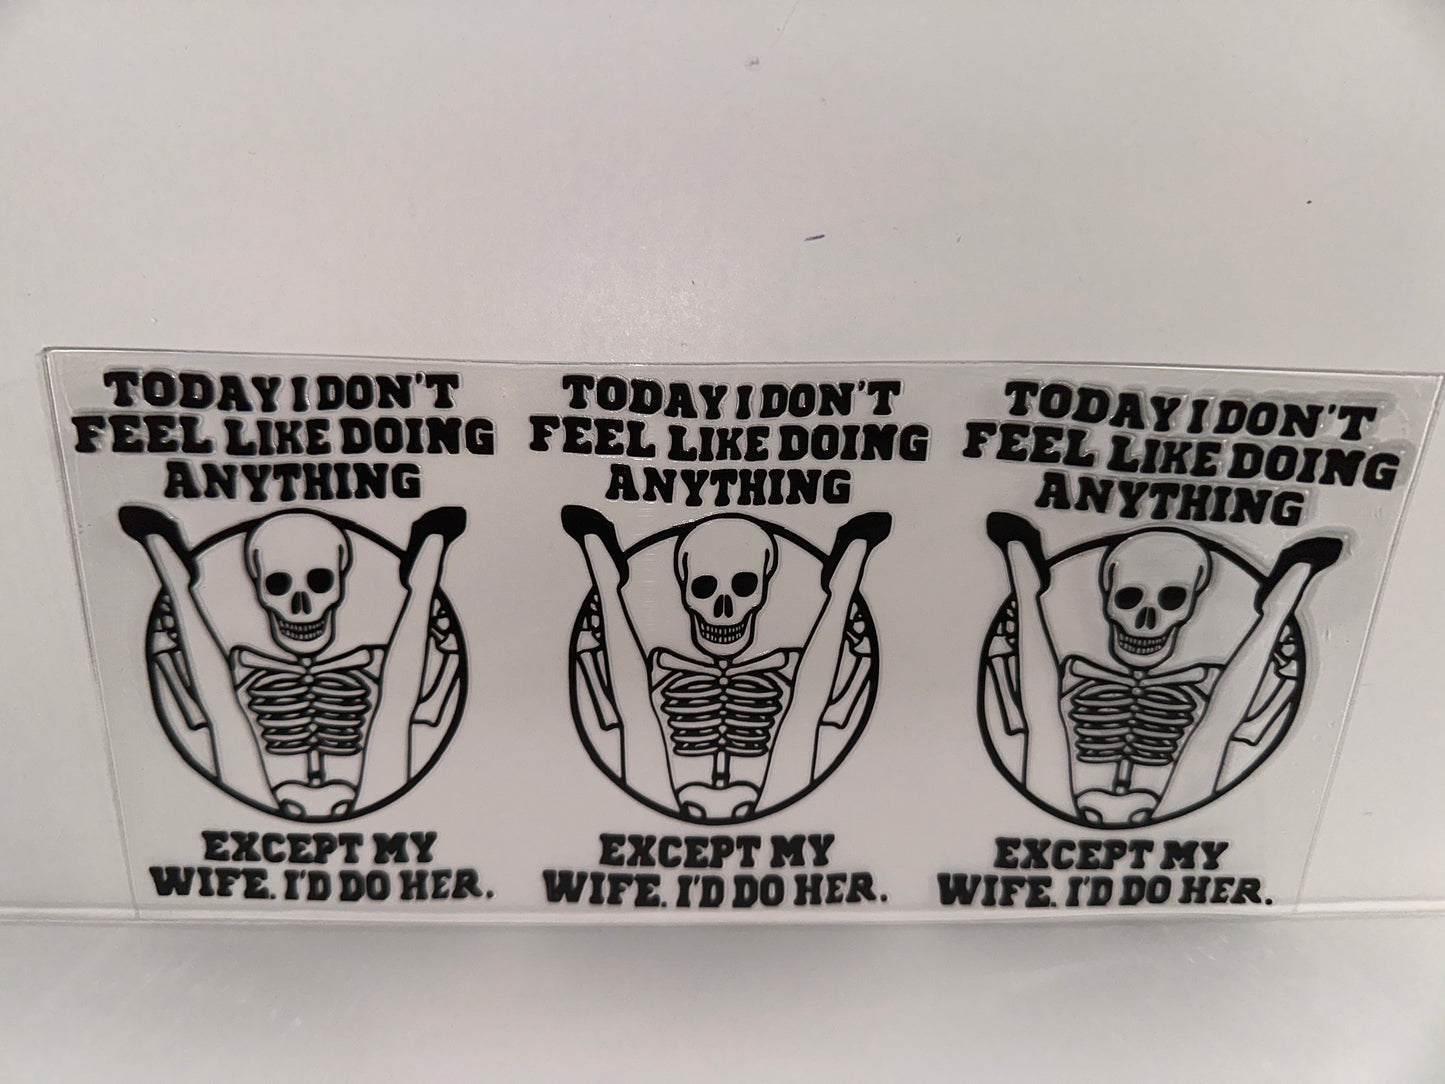 TODAY I DON'T
FEEL LIKE DOING
ANYTHING
EXCEPT MY
WIFE. I'D DO HER.
TODAY I DON'T
FEEL LIKE DOING
ANYTHING
EXCEPT MY
WIFE. I'D DO HER.
TODAY I DON'T
FEEL LIKE DOING
ANYTHING
EXCEPT MY
WIFE. I'D DO HER.